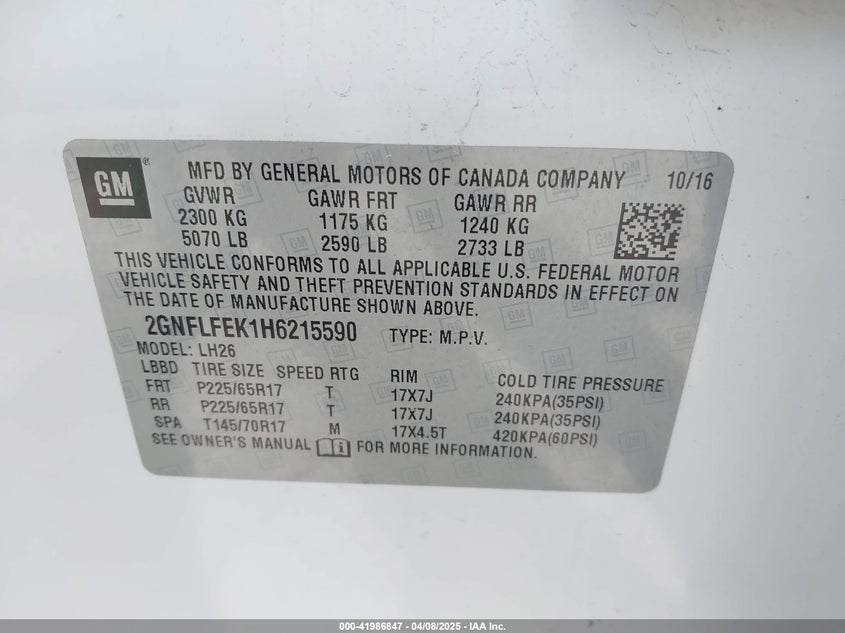 GM
MFD BY GENERAL MOTORS OF CANADA COMPANY 10/16
GVWR GAWR FRT GAWR RR
2300 KG 1175 KG 1240 KG
5070 LB 2590 LB 2733 LB
THIS VEHICLE CONFORMS TO ALL APPLICABLE U.S. FEDERAL MOTOR
VEHICLE SAFETY AND THEFT PREVENTION STANDARDS IN EFFECT ON
THE DATE OF MANUFACTURE SHOWN ABOVE.
2GNFLFEK1H6215590 TYPE: M.P.V.
MODEL: LH26
LBBD TIRE SIZE SPEED RTG RIM COLD TIRE PRESSURE
FRT P225/65R17 T 17X7J 240KPA(35PSI)
RR P225/65R17 T 17X7J 240KPA(35PSI)
SPA T145/70R17 M 17X4.5T 420KPA(60PSI)
SEE OWNER'S MANUAL FOR MORE INFORMATION.
000-41986847 - 04/08/2025 - IAA Inc.